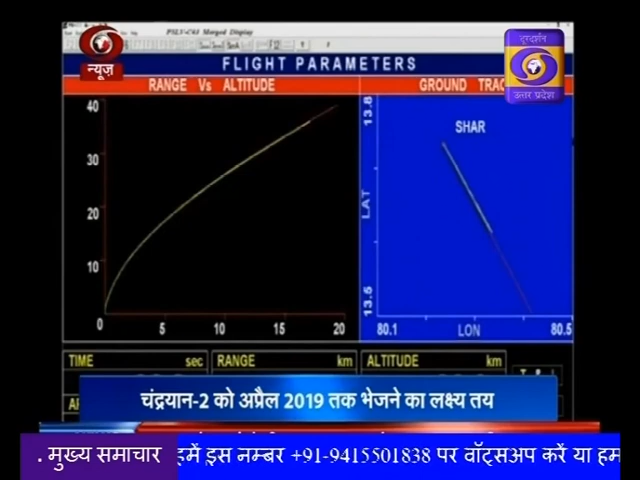 PSLV-C43 Merged Display
न्यूज़
दूरदर्शन
उत्तर प्रदेश
FLIGHT PARAMETERS
RANGE Vs ALTITUDE
GROUND TRAC
40
30
20
10
0
5
10
15
20
SHAR
13.8
LAT
13.5
80.1
LON
80.5
TIME sec
RANGE km
ALTITUDE km
चंद्रयान-2 को अप्रैल 2019 तक भेजने का लक्ष्य तय
. मुख्य समाचार
हमें इस नम्बर +91-9415501838 पर वॉट्सअप करें या हम